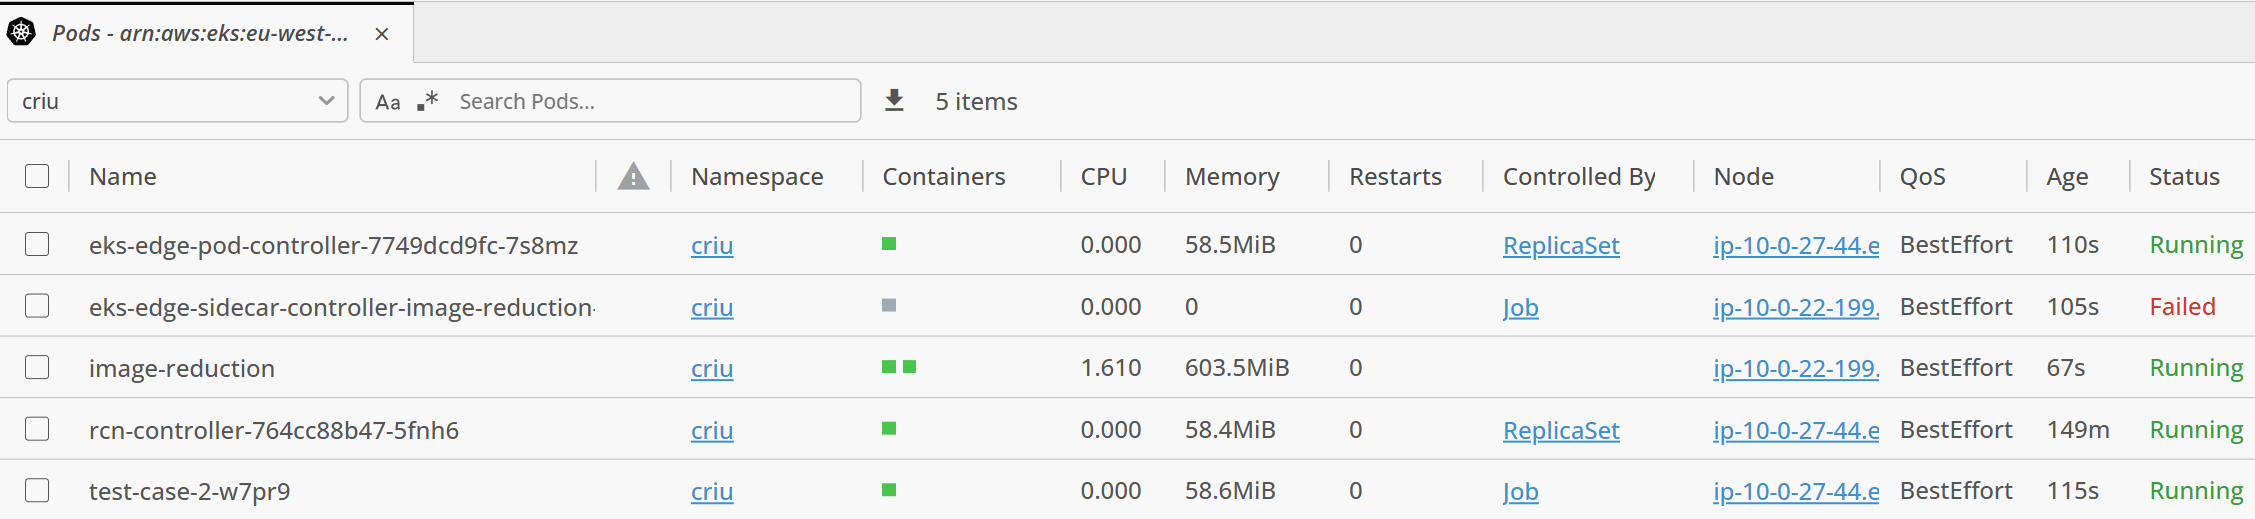 Pods - arn:aws:eks:eu-west-...
criu Aa .* Search Pods... 5 items
Name Namespace Containers CPU Memory Restarts Controlled By Node QoS Age Status
eks-edge-pod-controller-7749dcd9fc-7s8mz criu 0.000 58.5MiB 0 ReplicaSet ip-10-0-27-44.e BestEffort 110s Running
eks-edge-sidecar-controller-image-reduction- criu 0.000 0 0 Job ip-10-0-22-199. BestEffort 105s Failed
image-reduction criu 1.610 603.5MiB 0 ip-10-0-22-199. BestEffort 67s Running
rcn-controller-764cc88b47-5fnh6 criu 0.000 58.4MiB 0 ReplicaSet ip-10-0-27-44.e BestEffort 149m Running
test-case-2-w7pr9 criu 0.000 58.6MiB 0 Job ip-10-0-27-44.e BestEffort 115s Running